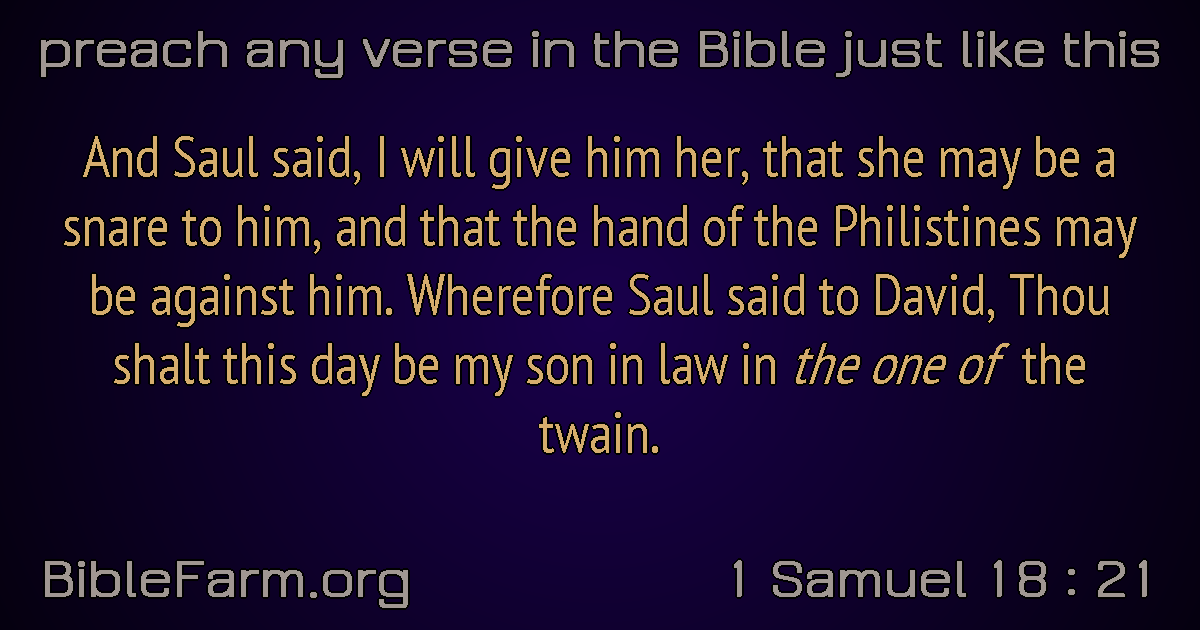 preach any verse in the Bible just like this
And Saul said, I will give him her, that she may be a
snare to him, and that the hand of the Philistines may
be against him. Wherefore Saul said to David, Thou
shalt this day be my son in law in the one of the
twain.
BibleFarm.org
1 Samuel 18 : 21